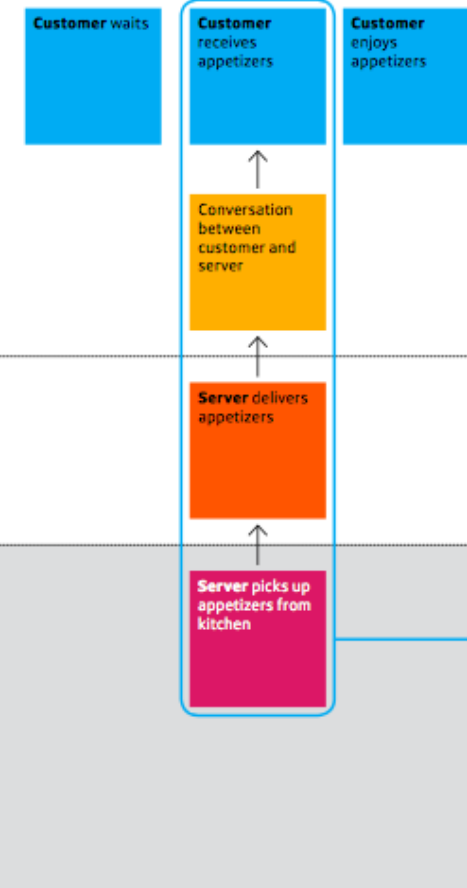 Customer waits
Customer
receives
appetizers
Customer
enjoys
appetizers
Conversation
between
customer and
server
Server delivers
appetizers
Server picks up
appetizers from
kitchen